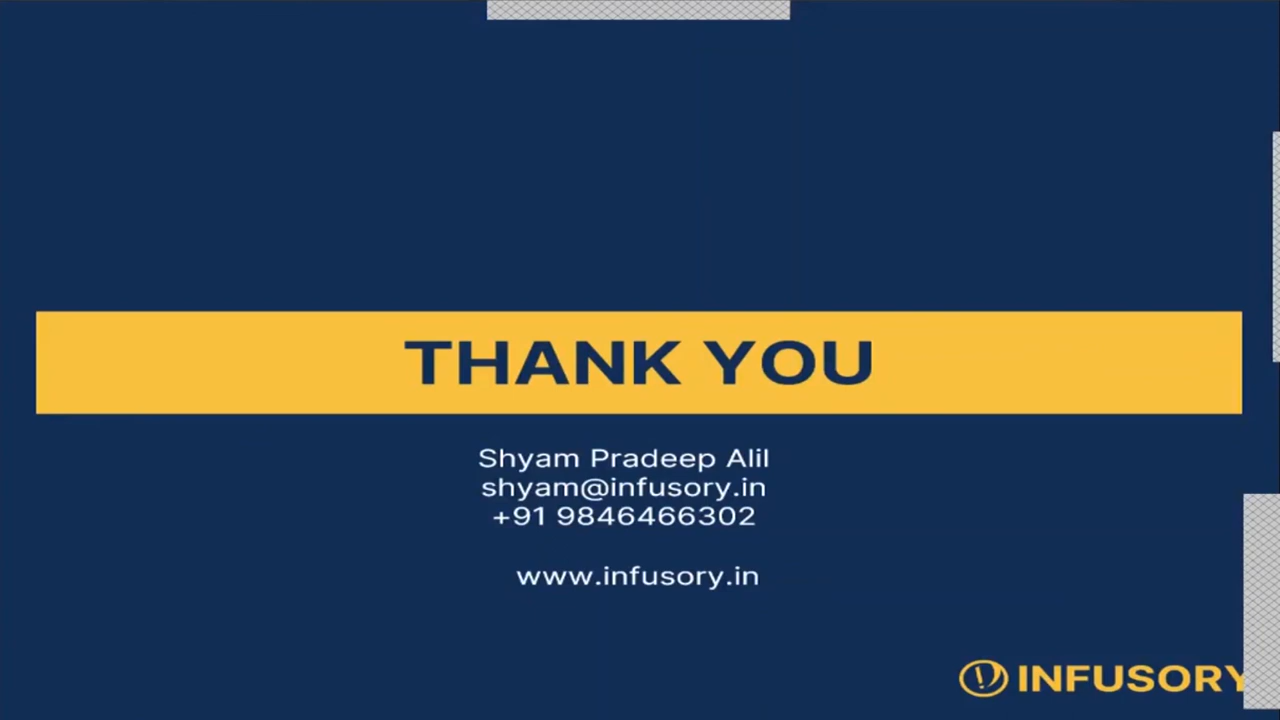 THANK YOU
Shyam Pradeep Alil
shyam@infusory.in
+91 9846466302
www.infusory.in
INFUSORY